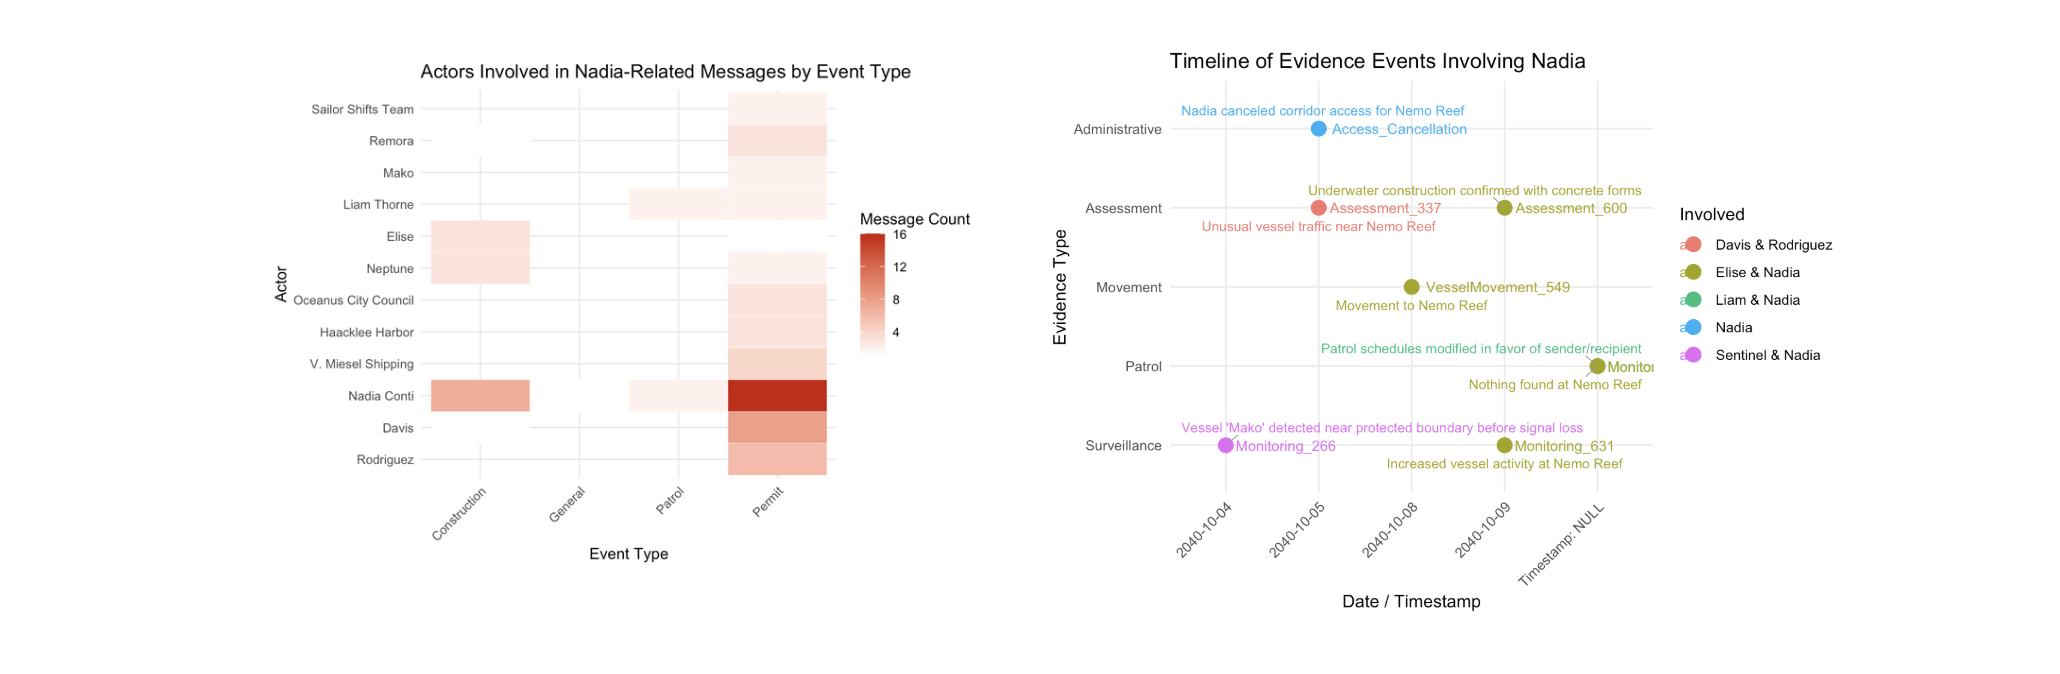 Actors Involved in Nadia-Related Messages by Event Type
Actor
Sailor Shifts Team
Remora
Mako
Liam Thorne
Elise
Neptune
Oceanus City Council
Haacklee Harbor
V. Miesel Shipping
Nadia Conti
Davis
Rodriguez
Construction
General
Patrol
Permit
Event Type
Message Count
16
12
8
4
Timeline of Evidence Events Involving Nadia
Evidence Type
Administrative
Assessment
Movement
Patrol
Surveillance
Nadia canceled corridor access for Nemo Reef
Access_Cancellation
Underwater construction confirmed with concrete forms
Assessment_337
Assessment_600
Unusual vessel traffic near Nemo Reef
VesselMovement_549
Movement to Nemo Reef
Patrol schedules modified in favor of sender/recipient
Monitor
Nothing found at Nemo Reef
Vessel 'Mako' detected near protected boundary before signal loss
Monitoring_266
Monitoring_631
Increased vessel activity at Nemo Reef
2040-10-04
2040-10-05
2040-10-08
2040-10-09
Timestamp: NULL
Date / Timestamp
Involved
a Davis & Rodriguez
a Elise & Nadia
a Liam & Nadia
a Nadia
a Sentinel & Nadia